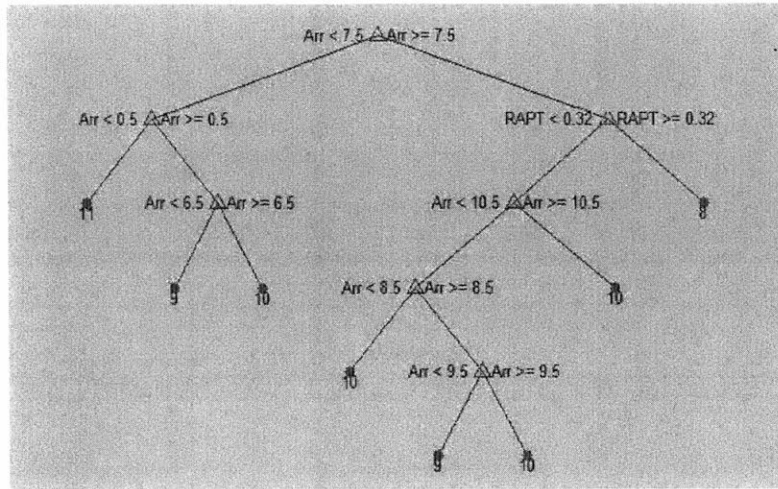 Arr < 7.5 Arr >= 7.5
Arr < 0.5 Arr >= 0.5
RAPT < 0.32 RAPT >= 0.32
11
Arr < 6.5 Arr >= 6.5
Arr < 10.5 Arr >= 10.5
8
9
10
Arr < 8.5 Arr >= 8.5
10
10
Arr < 9.5 Arr >= 9.5
9
10